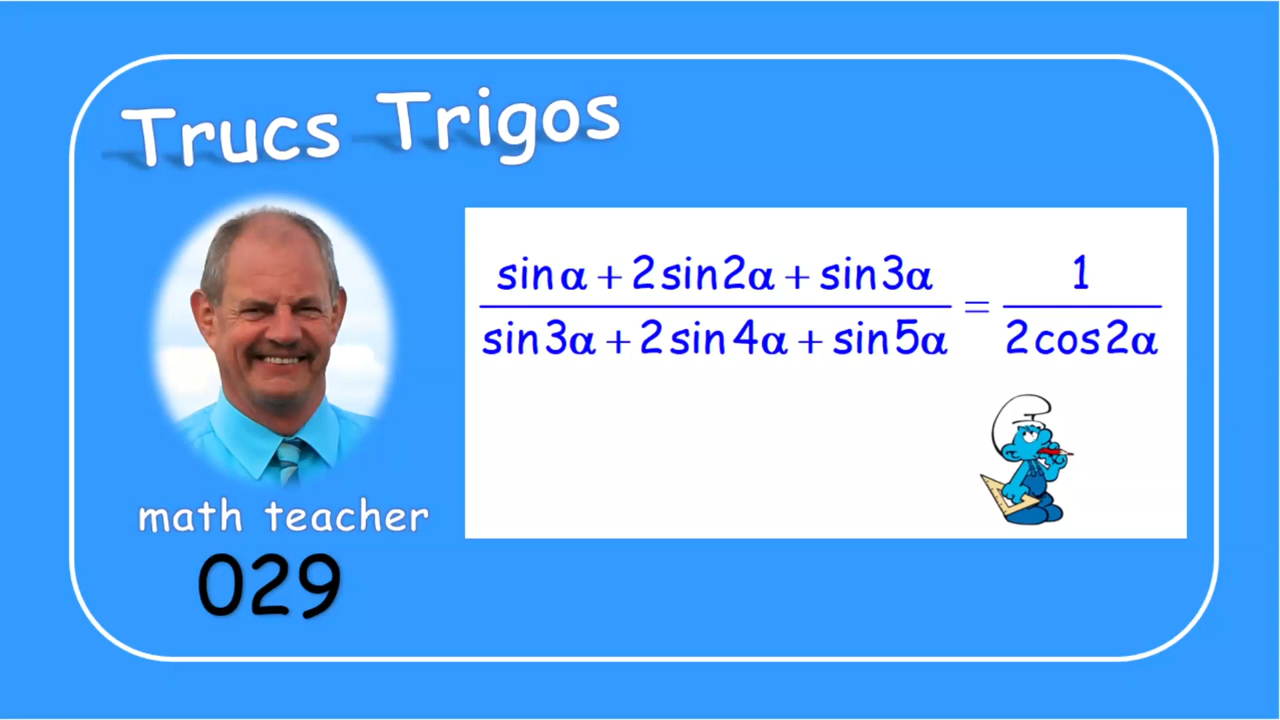 Trucs Trigos
sinα + 2sin2α + sin3α
sin3α + 2sin4α + sin5α
=
1
2cos2α
math teacher
029